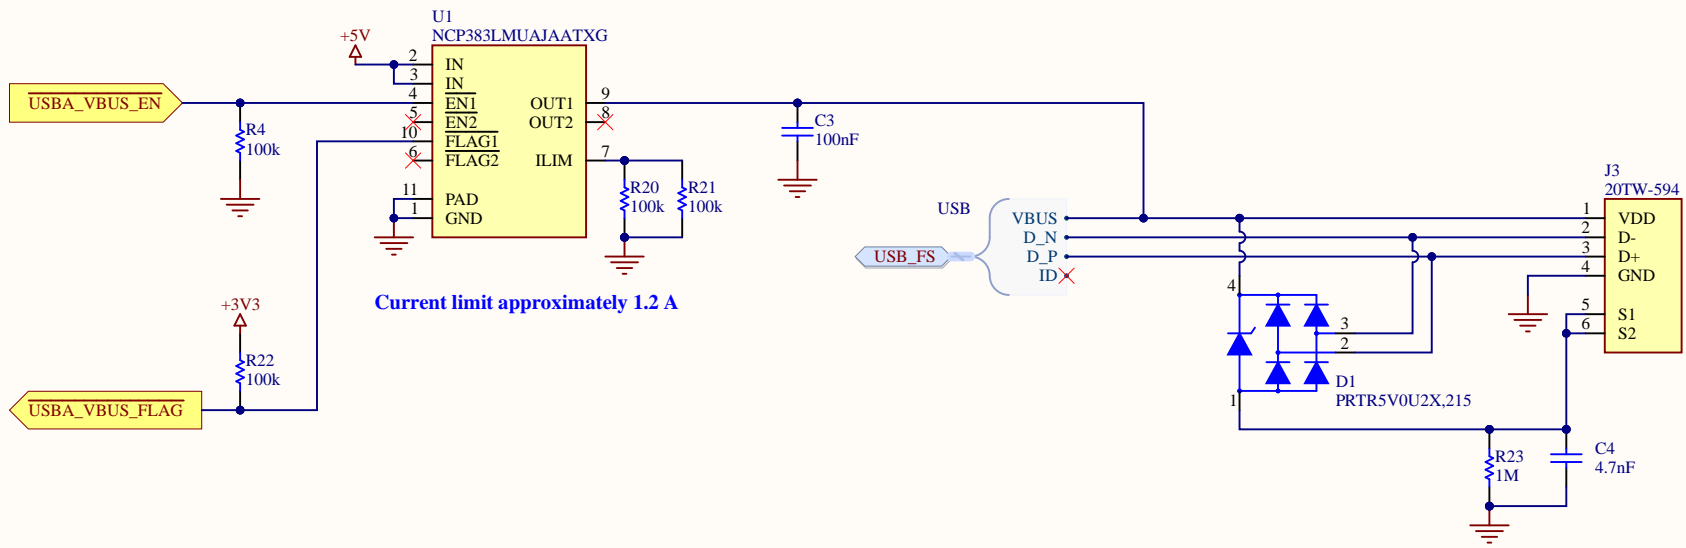 U1
NCP383LMUAJAATXG
+5V
2
IN
3
IN
USBA_VBUS_EN
4
EN1
OUT1
9
5
EN2
OUT2
8
R4
100k
10
FLAG1
6
FLAG2
ILIM
7
C3
100nF
11
PAD
1
GND
R20
100k
R21
100k
Current limit approximately 1.2 A
+3V3
R22
100k
USBA_VBUS_FLAG
J3
20TW-594
USB
VBUS
1
VDD
D_N
2
D-
USB_FS
D_P
3
D+
ID
4
GND
4
5
S1
6
S2
3
2
D1
PRTR5V0U2X,215
1
R23
1M
C4
4.7nF